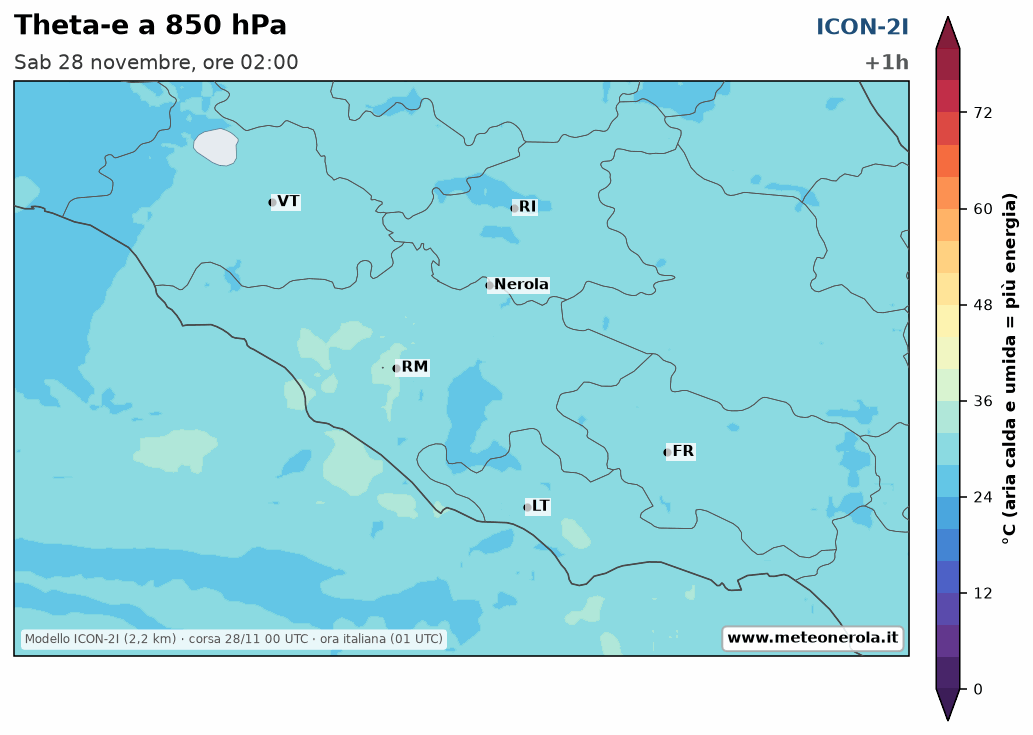 Theta-e a 850 hPa
ICON-2I
Sab 28 novembre, ore 02:00
+1h
VT
RI
Nerola
RM
FR
LT
Modello ICON-2I (2,2 km) · corsa 28/11 00 UTC · ora italiana (01 UTC)
www.meteonerola.it
72
60
48
36
24
12
0
°C (aria calda e umida = più energia)